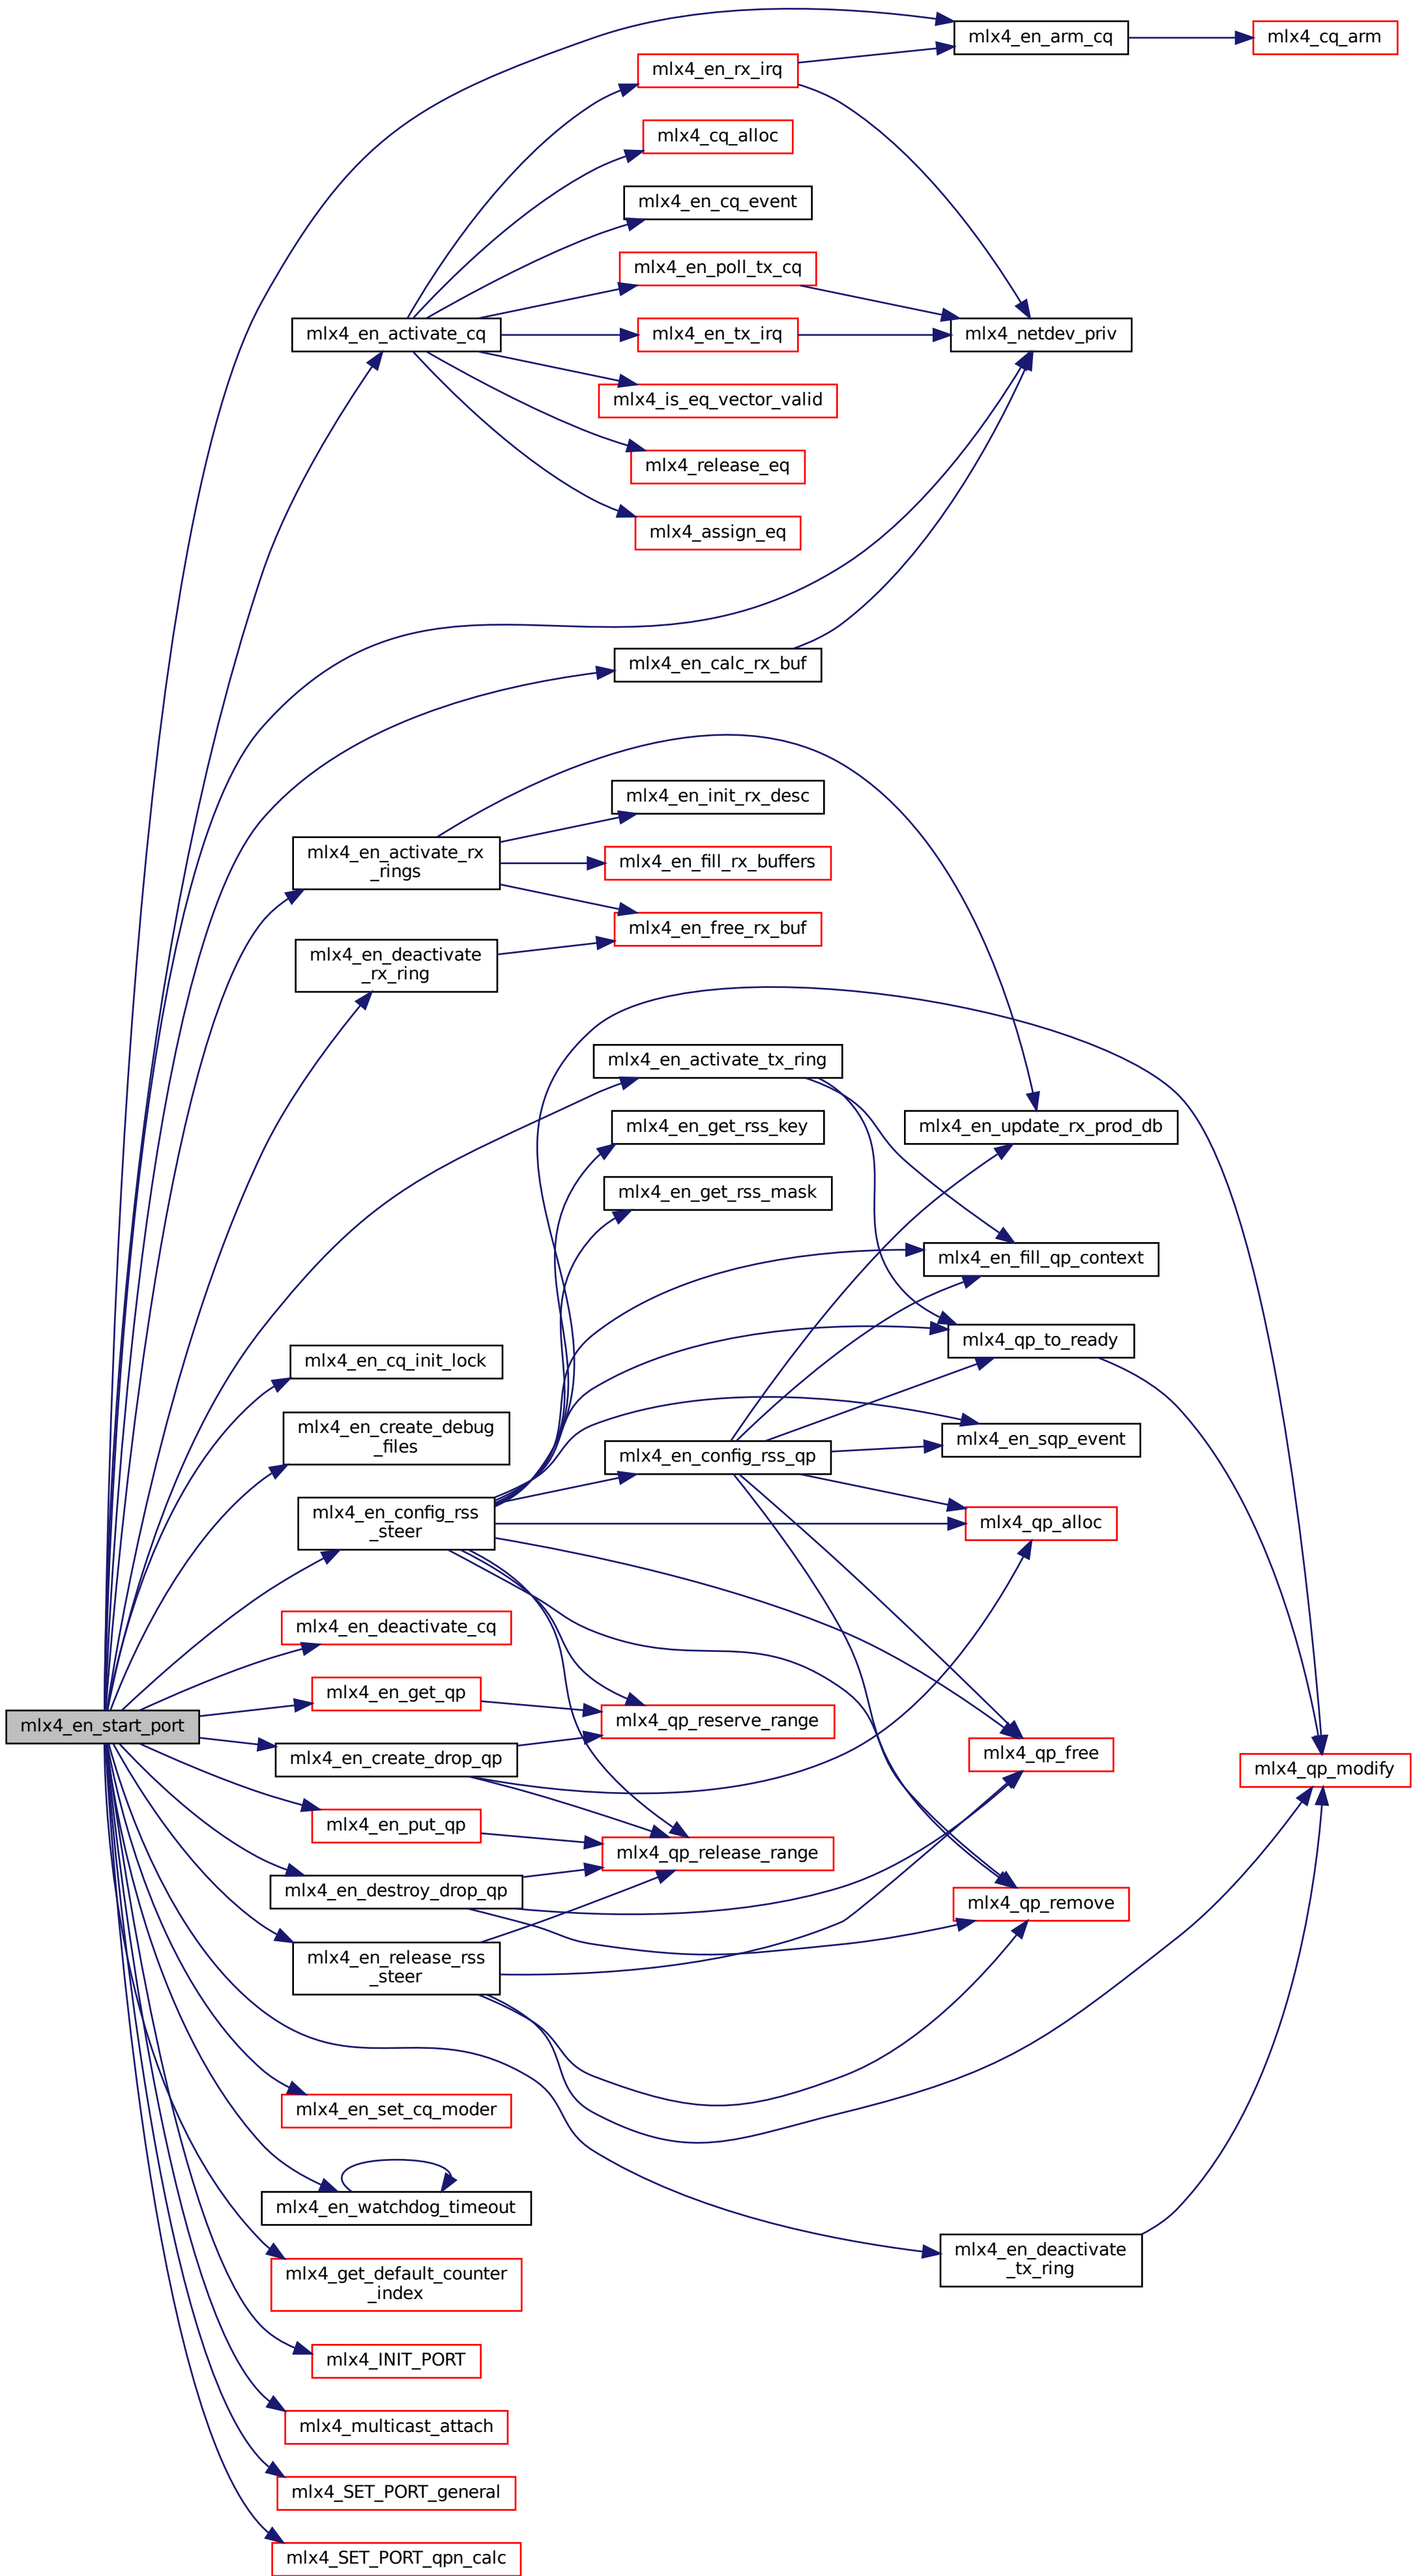 mlx4_en_arm_cq
mlx4_cq_arm
mlx4_en_rx_irq
mlx4_cq_alloc
mlx4_en_cq_event
mlx4_en_poll_tx_cq
mlx4_en_activate_cq
mlx4_en_tx_irq
mlx4_netdev_priv
mlx4_is_eq_vector_valid
mlx4_release_eq
mlx4_assign_eq
mlx4_en_calc_rx_buf
mlx4_en_init_rx_desc
mlx4_en_activate_rx
_rings
mlx4_en_fill_rx_buffers
mlx4_en_free_rx_buf
mlx4_en_deactivate
_rx_ring
mlx4_en_activate_tx_ring
mlx4_en_get_rss_key
mlx4_en_update_rx_prod_db
mlx4_en_get_rss_mask
mlx4_en_fill_qp_context
mlx4_qp_to_ready
mlx4_en_cq_init_lock
mlx4_en_create_debug
_files
mlx4_en_sqp_event
mlx4_en_config_rss_qp
mlx4_en_config_rss
_steer
mlx4_qp_alloc
mlx4_en_deactivate_cq
mlx4_en_get_qp
mlx4_en_start_port
mlx4_qp_reserve_range
mlx4_en_create_drop_qp
mlx4_qp_free
mlx4_qp_modify
mlx4_en_put_qp
mlx4_qp_release_range
mlx4_en_destroy_drop_qp
mlx4_qp_remove
mlx4_en_release_rss
_steer
mlx4_en_set_cq_moder
mlx4_en_watchdog_timeout
mlx4_en_deactivate
_tx_ring
mlx4_get_default_counter
_index
mlx4_INIT_PORT
mlx4_multicast_attach
mlx4_SET_PORT_general
mlx4_SET_PORT_qpn_calc